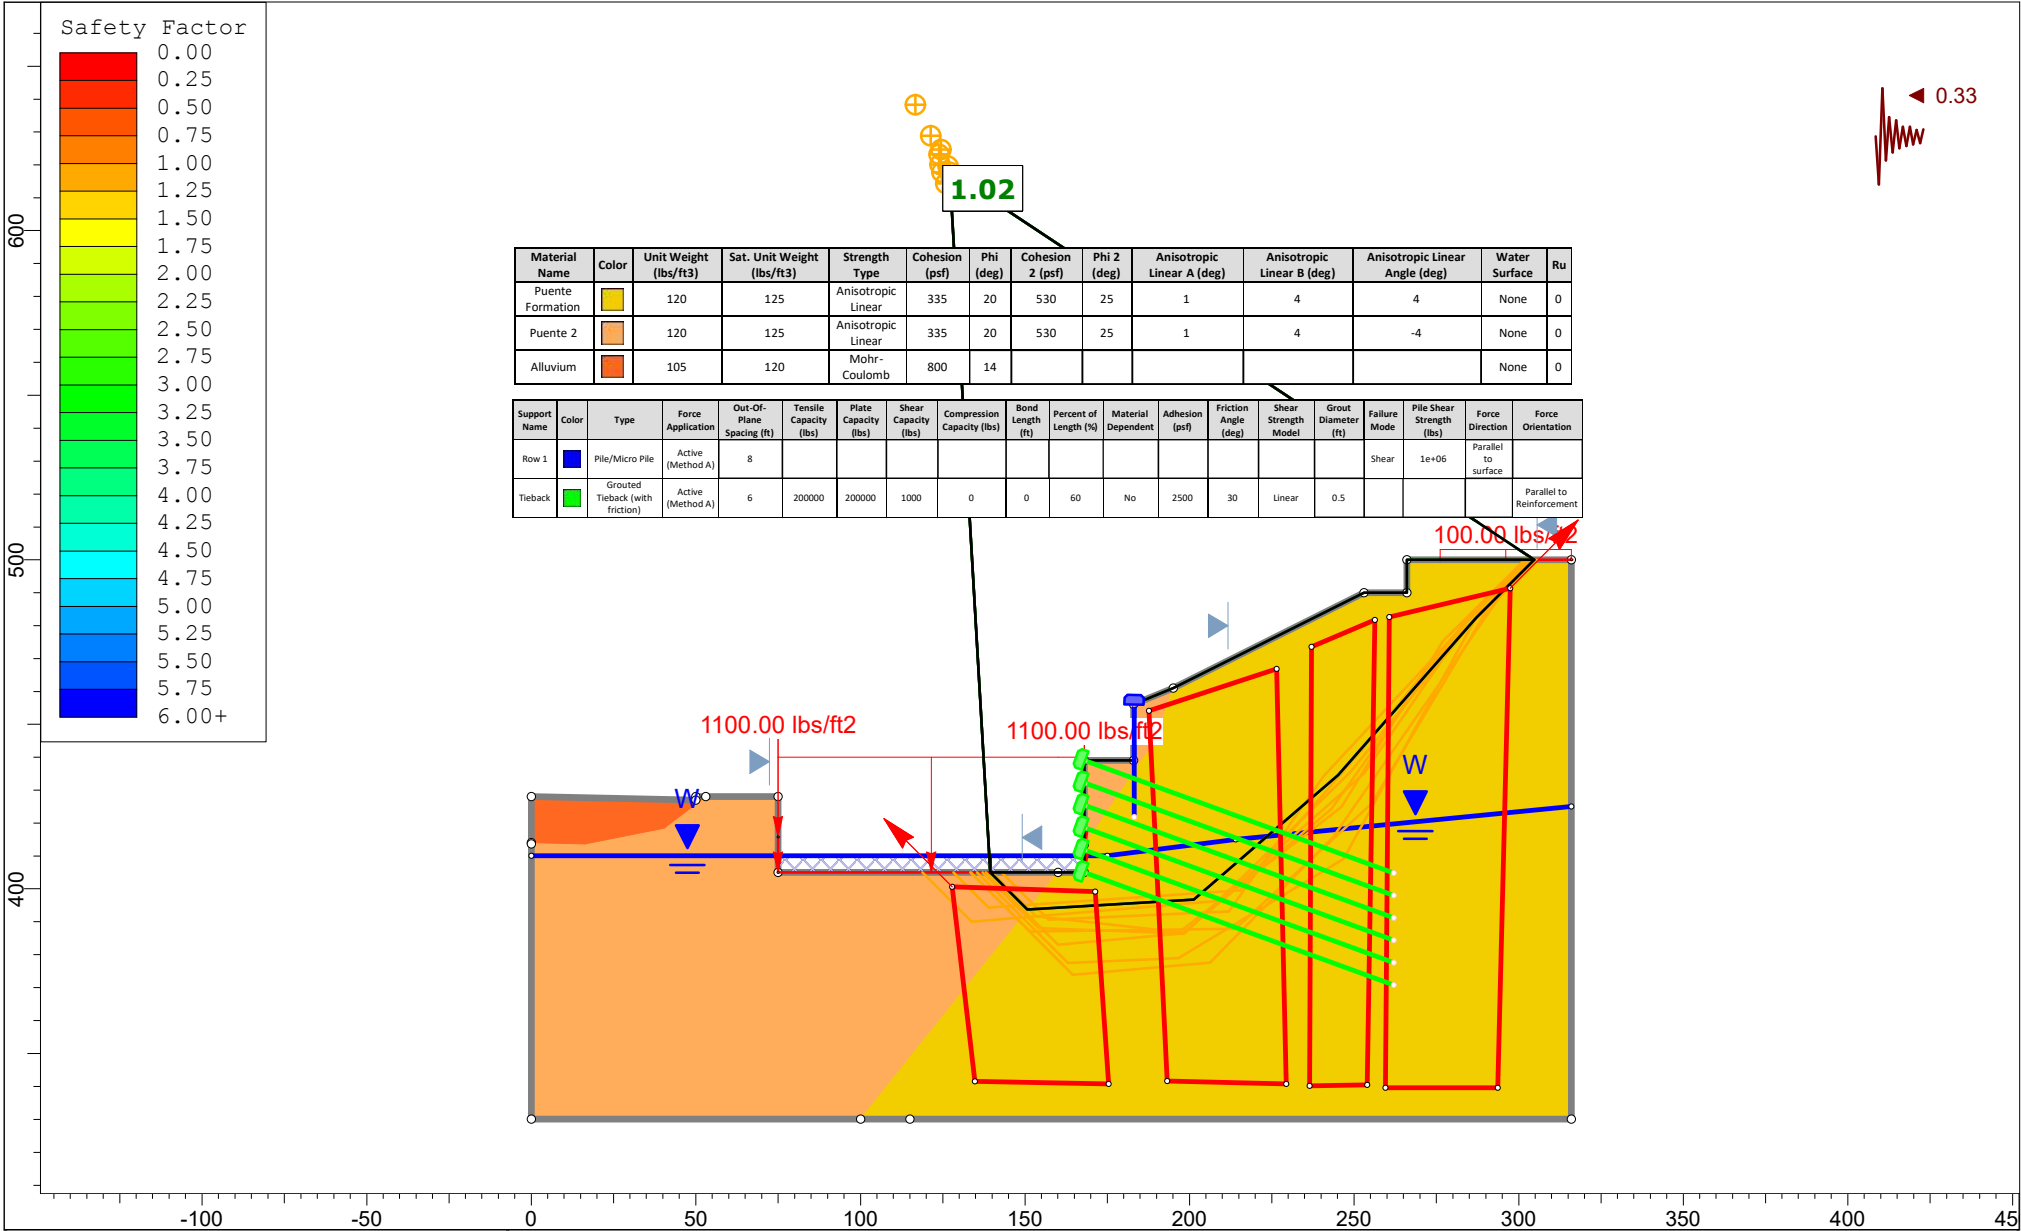 Safety Factor
0.00
0.25
0.50
0.75
1.00
1.25
1.50
1.75
2.00
2.25
2.50
2.75
3.00
3.25
3.50
3.75
4.00
4.25
4.50
4.75
5.00
5.25
5.50
5.75
6.00+
0.33
1.02
Material Name Color Unit Weight (lbs/ft3) Sat. Unit Weight (lbs/ft3) Strength Type Cohesion (psf) Phi (deg) Cohesion 2 (psf) Phi 2 (deg) Anisotropic Linear A (deg) Anisotropic Linear B (deg) Anisotropic Linear Angle (deg) Water Surface Ru
Puente Formation 120 125 Anisotropic Linear 335 20 530 25 1 4 4 None 0
Puente 2 120 125 Anisotropic Linear 335 20 530 25 1 4 -4 None 0
Alluvium 105 120 Mohr-Coulomb 800 14 None 0
Support Name Color Type Force Application Out-Of-Plane Spacing (ft) Tensile Capacity (lbs) Plate Capacity (lbs) Shear Capacity (lbs) Compression Capacity (lbs) Bond Length (ft) Percent of Length (%) Material Dependent Adhesion (psf) Friction Angle (deg) Shear Strength Model Grout Diameter (ft) Failure Mode Pile Shear Strength (lbs) Force Direction Force Orientation
Row 1 Pile/Micro Pile Active (Method A) 8 Shear 1e+06 Parallel to surface
Tieback Grouted Tieback (with friction) Active (Method A) 6 200000 200000 1000 0 0 60 No 2500 30 Linear 0.5 Parallel to Reinforcement
100.00 lbs/ft2
1100.00 lbs/ft2
1100.00 lbs/ft2
W
W
600
500
400
-100 -50 0 50 100 150 200 250 300 350 400 45